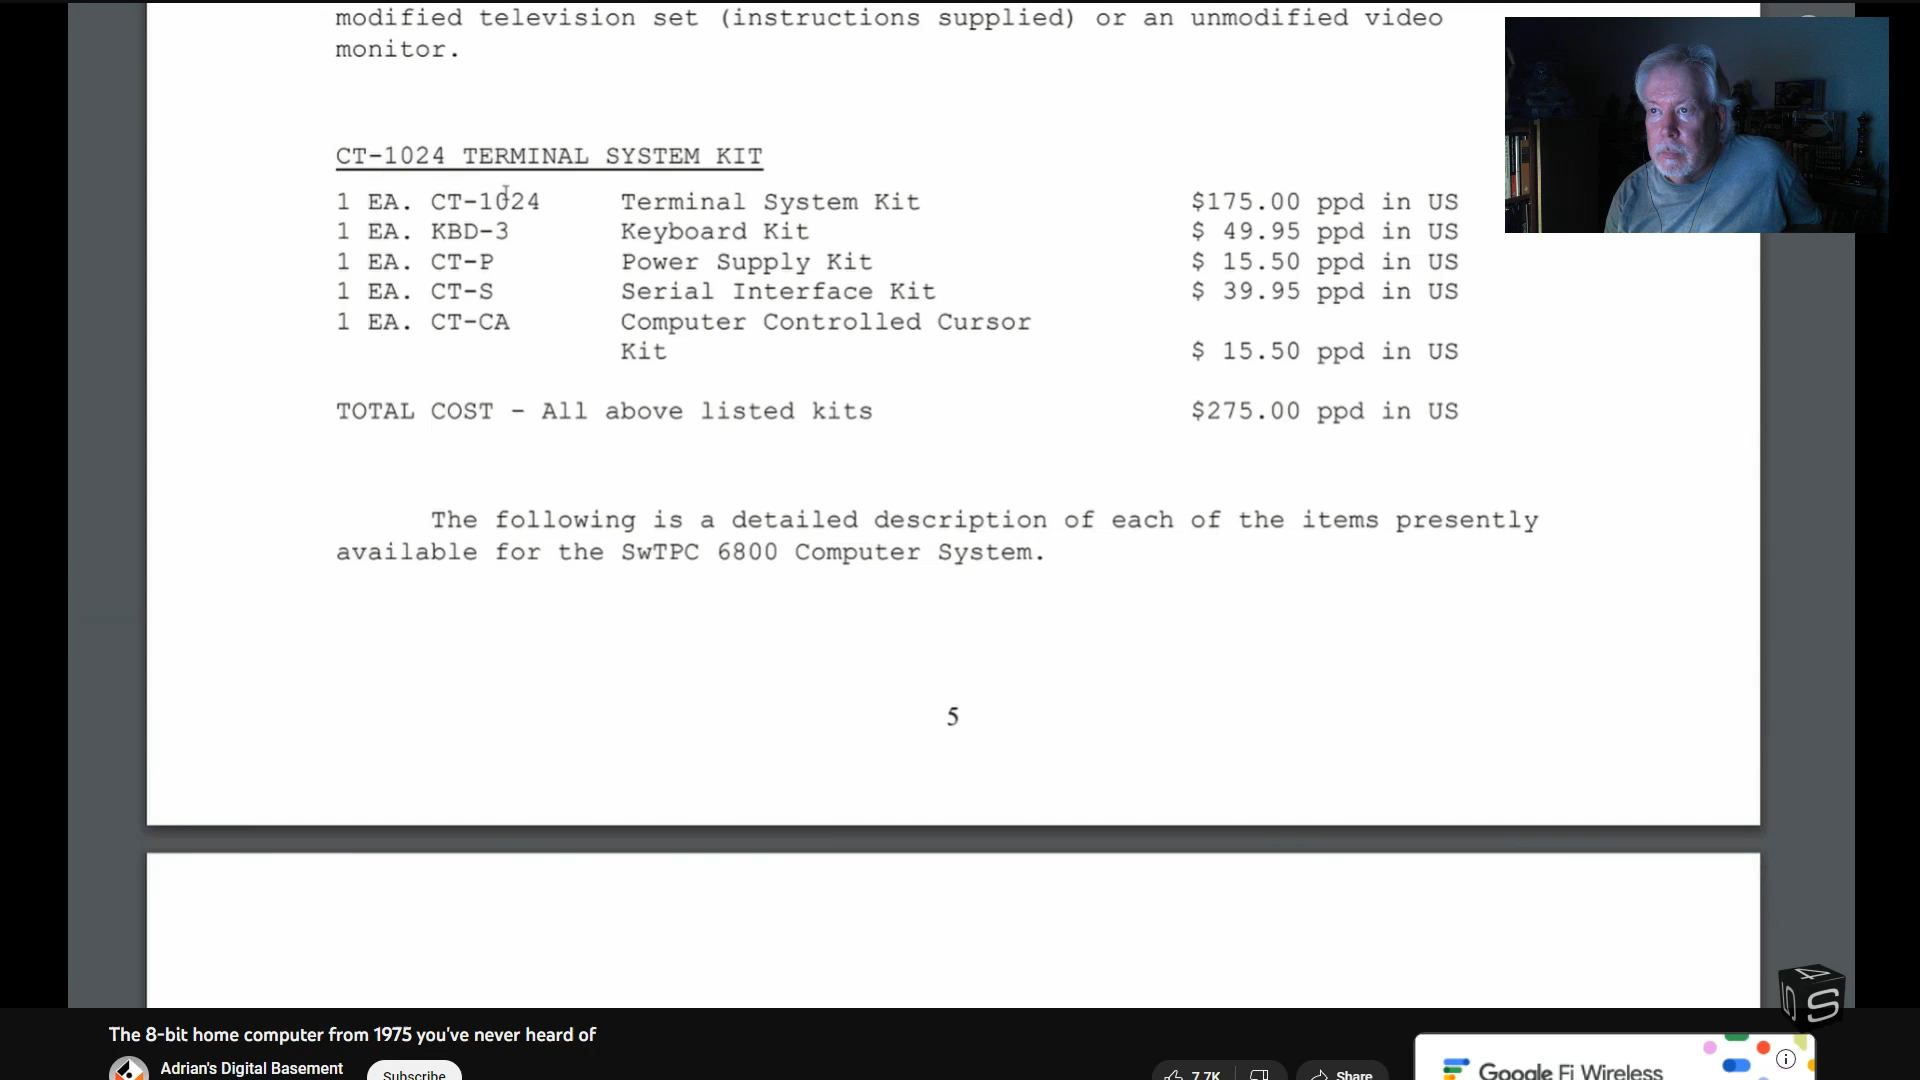 modified television set (instructions supplied) or an unmodified video
monitor.
CT-1024 TERMINAL SYSTEM KIT
1 EA. CT-1024 Terminal System Kit $175.00 ppd in US
1 EA. KBD-3 Keyboard Kit $ 49.95 ppd in US
1 EA. CT-P Power Supply Kit $ 15.50 ppd in US
1 EA. CT-S Serial Interface Kit $ 39.95 ppd in US
1 EA. CT-CA Computer Controlled Cursor
Kit $ 15.50 ppd in US
TOTAL COST - All above listed kits $275.00 ppd in US
The following is a detailed description of each of the items presently
available for the SwTPC 6800 Computer System.
5
4
S
The 8-bit home computer from 1975 you've never heard of
Adrian's Digital Basement
Subscribe
7.7K
Share
Google Fi Wireless